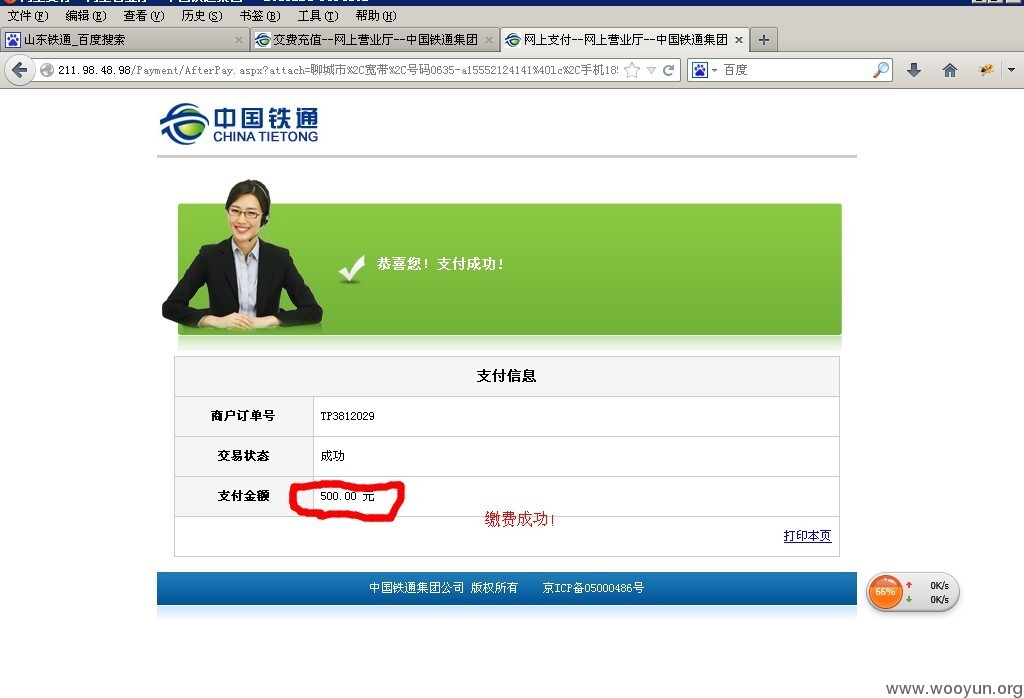 文件(F) 编辑(E) 查看(V) 历史(S) 书签(B) 工具(T) 帮助(H)
山东铁通_百度搜索
交费充值--网上营业厅--中国铁通集团
网上支付--网上营业厅--中国铁通集团
211.98.48.98/Payment/AfterPay.aspx?attach=聊城市%2C宽带%2C号码0635-a15552124141%40lc%2C手机18
百度
中国铁通
CHINA TIETONG
恭喜您！支付成功！
支付信息
商户订单号 TP3812029
交易状态 成功
支付金额 500.00 元
缴费成功！
打印本页
中国铁通集团公司 版权所有 京ICP备05000486号
66%
0K/s
0K/s
www.wooyun.org